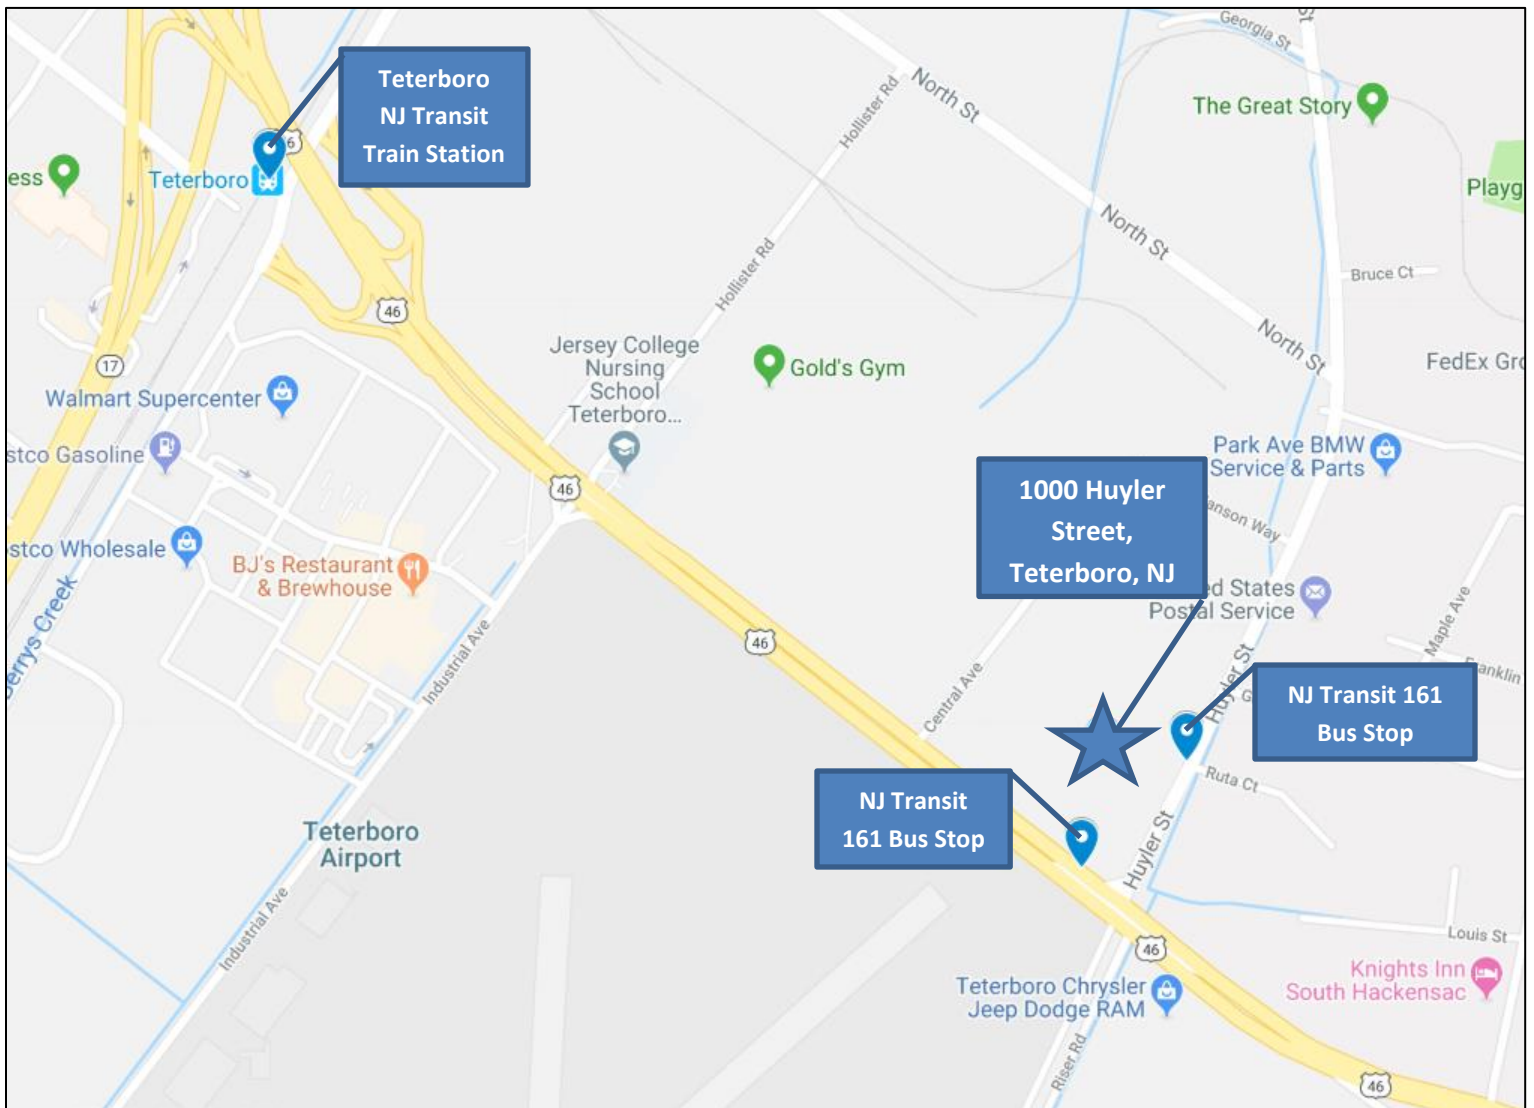 Georgia St
St
Teterboro
NJ Transit
Train Station
6
Teterboro
ess
Hollister Rd
North St
The Great Story
Playg
North St
Hollister Rd
Bruce Ct
46
North St
17
Jersey College
Nursing
School
Teterboro...
Gold's Gym
FedEx Gro
Walmart Supercenter
stco Gasoline
Park Ave BMW
Service & Parts
46
1000 Huyler
Street,
Teterboro, NJ
anson Way
stco Wholesale
BJ's Restaurant
& Brewhouse
ed States
Postal Service
Maple Ave
Berrys Creek
46
Industrial Ave
Central Ave
Huyler St
G
anklin
NJ Transit 161
Bus Stop
Ruta Ct
NJ Transit
161 Bus Stop
Teterboro
Airport
Huyler St
Industrial Ave
Louis St
46
Teterboro Chrysler
Jeep Dodge RAM
Knights Inn
South Hackensac
Riser Rd
46